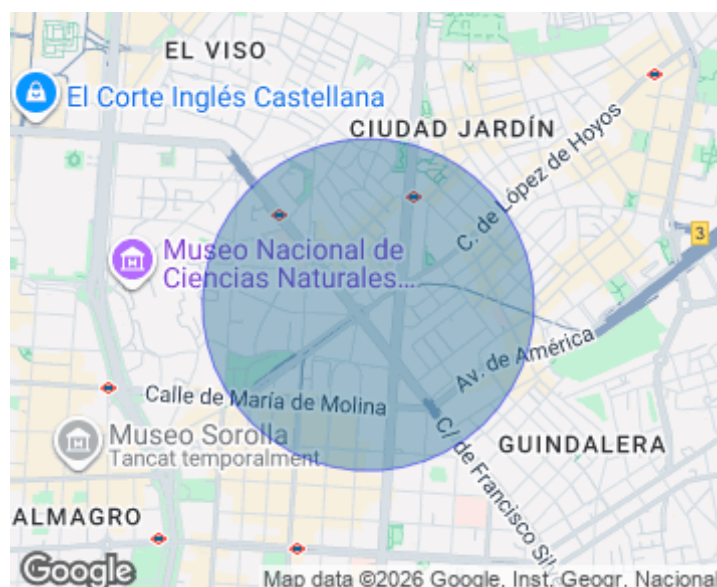 EL VISO
El Corte Inglés Castellana
CIUDAD JARDÍN
C. de López de Hoyos
3
Museo Nacional de
Ciencias Naturales...
Av. de América
Calle de María de Molina
Museo Sorolla
Tancat temporalment
C/ de Francisco Sil
GUINDALERA
ALMAGRO
Google
Map data ©2026 Google, Inst. Geogr. Nacional